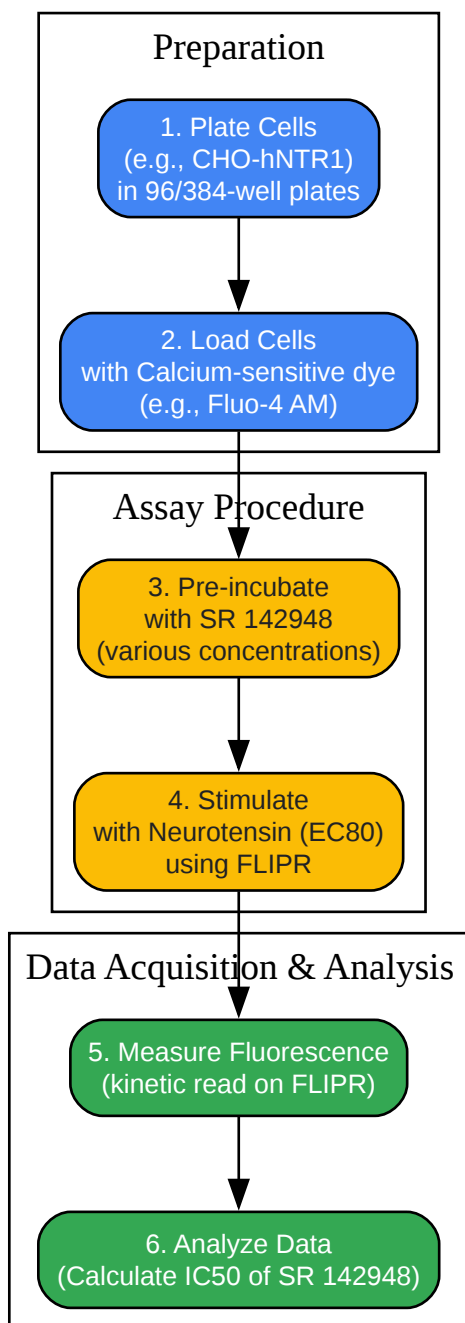 Preparation
1. Plate Cells
(e.g., CHO-hNTR1)
in 96/384-well plates
2. Load Cells
with Calcium-sensitive dye
(e.g., Fluo-4 AM)
Assay Procedure
3. Pre-incubate
with SR 142948
(various concentrations)
4. Stimulate
with Neurotensin (EC80)
using FLIPR
Data Acquisition & Analysis
5. Measure Fluorescence
(kinetic read on FLIPR)
6. Analyze Data
(Calculate IC50 of SR 142948)